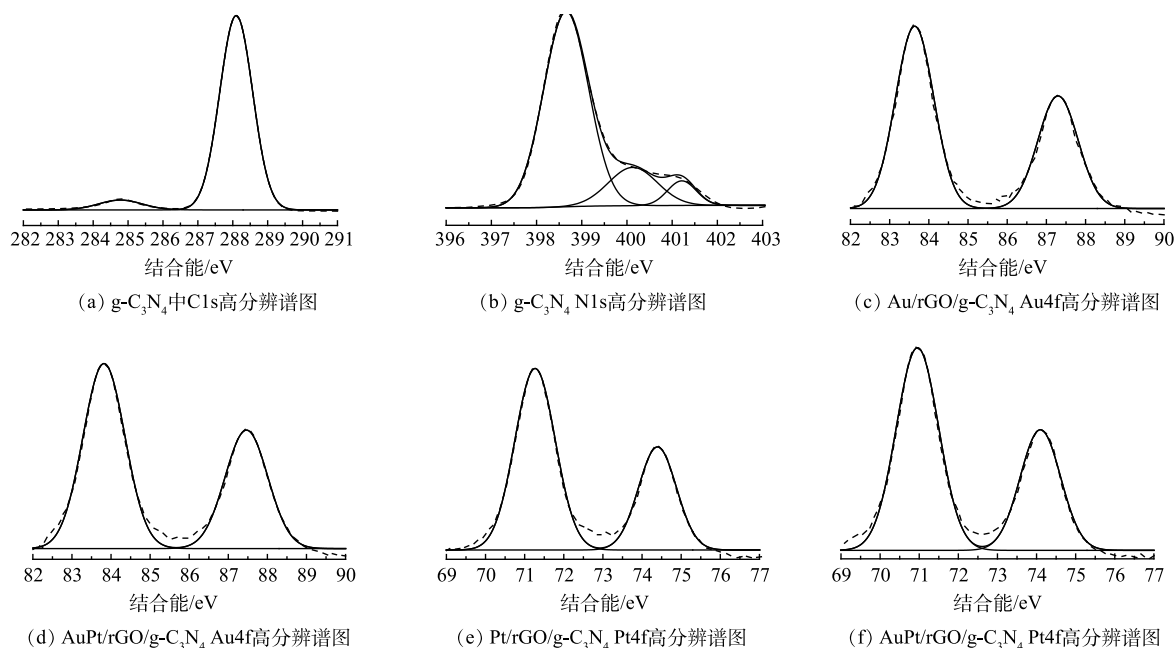 282 283 284 285 286 287 288 289 290 291
结合能/eV
(a) g-C3N4中C1s高分辨谱图
396 397 398 399 400 401 402 403
结合能/eV
(b) g-C3N4 N1s高分辨谱图
82 83 84 85 86 87 88 89 90
结合能/eV
(c) Au/rGO/g-C3N4 Au4f高分辨谱图
82 83 84 85 86 87 88 89 90
结合能/eV
(d) AuPt/rGO/g-C3N4 Au4f高分辨谱图
69 70 71 72 73 74 75 76 77
结合能/eV
(e) Pt/rGO/g-C3N4 Pt4f高分辨谱图
69 70 71 72 73 74 75 76 77
结合能/eV
(f) AuPt/rGO/g-C3N4 Pt4f高分辨谱图